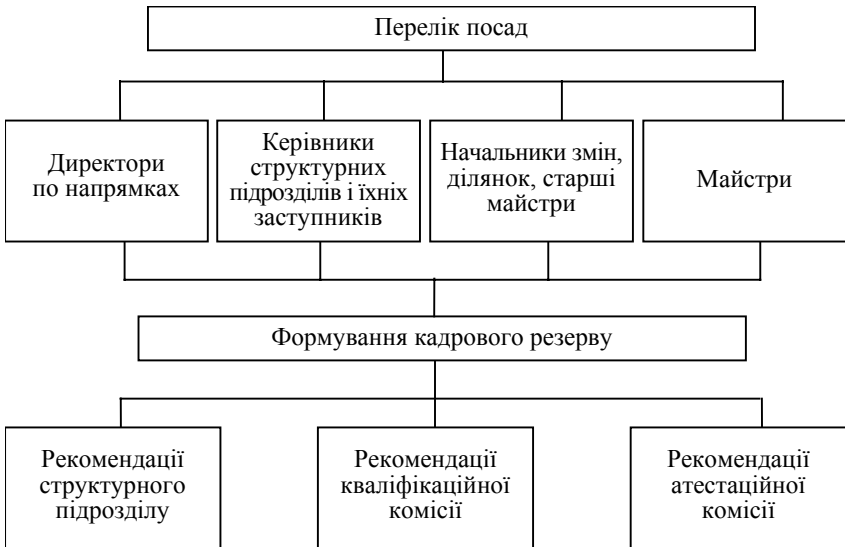 Перелік посад
Директори
по напрямках
Керівники
структурних
підрозділів і їхніх
заступників
Начальники змін,
ділянок, старші
майстри
Майстри
Формування кадрового резерву
Рекомендації
структурного
підрозділу
Рекомендації
кваліфікаційної
комісії
Рекомендації
атестаційної
комісії